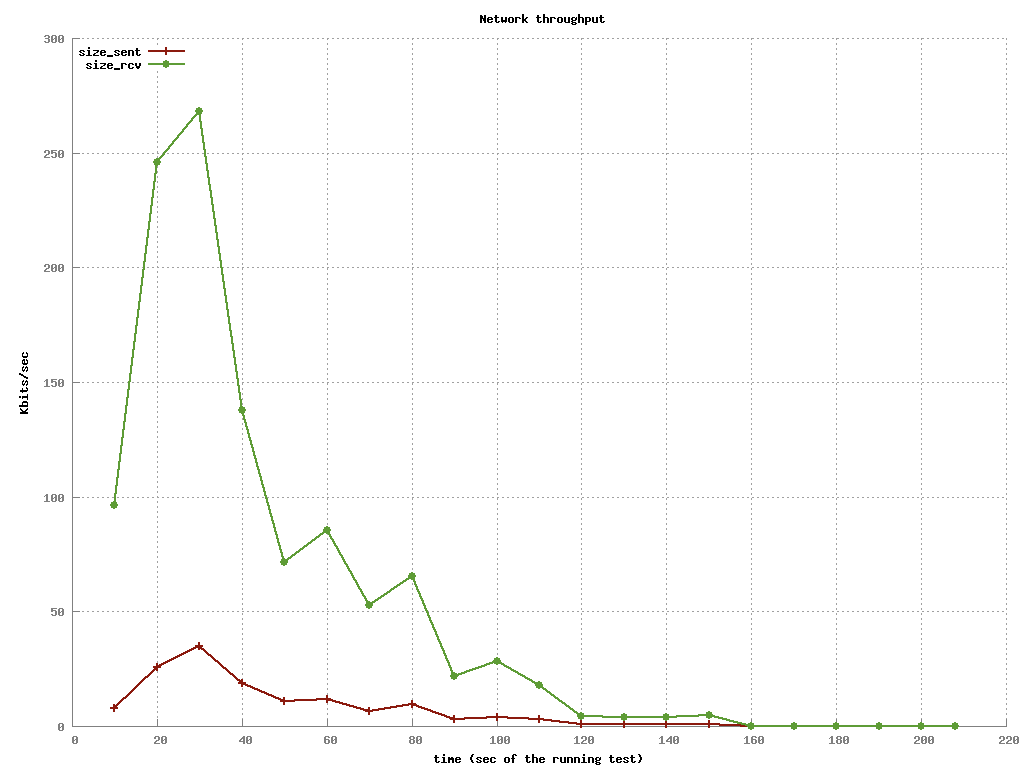 Network throughput
300
size_sent
size_rcv
250
200
150
Kbits/sec
100
50
0
0 20 40 60 80 100 120 140 160 180 200 220
time (sec of the running test)